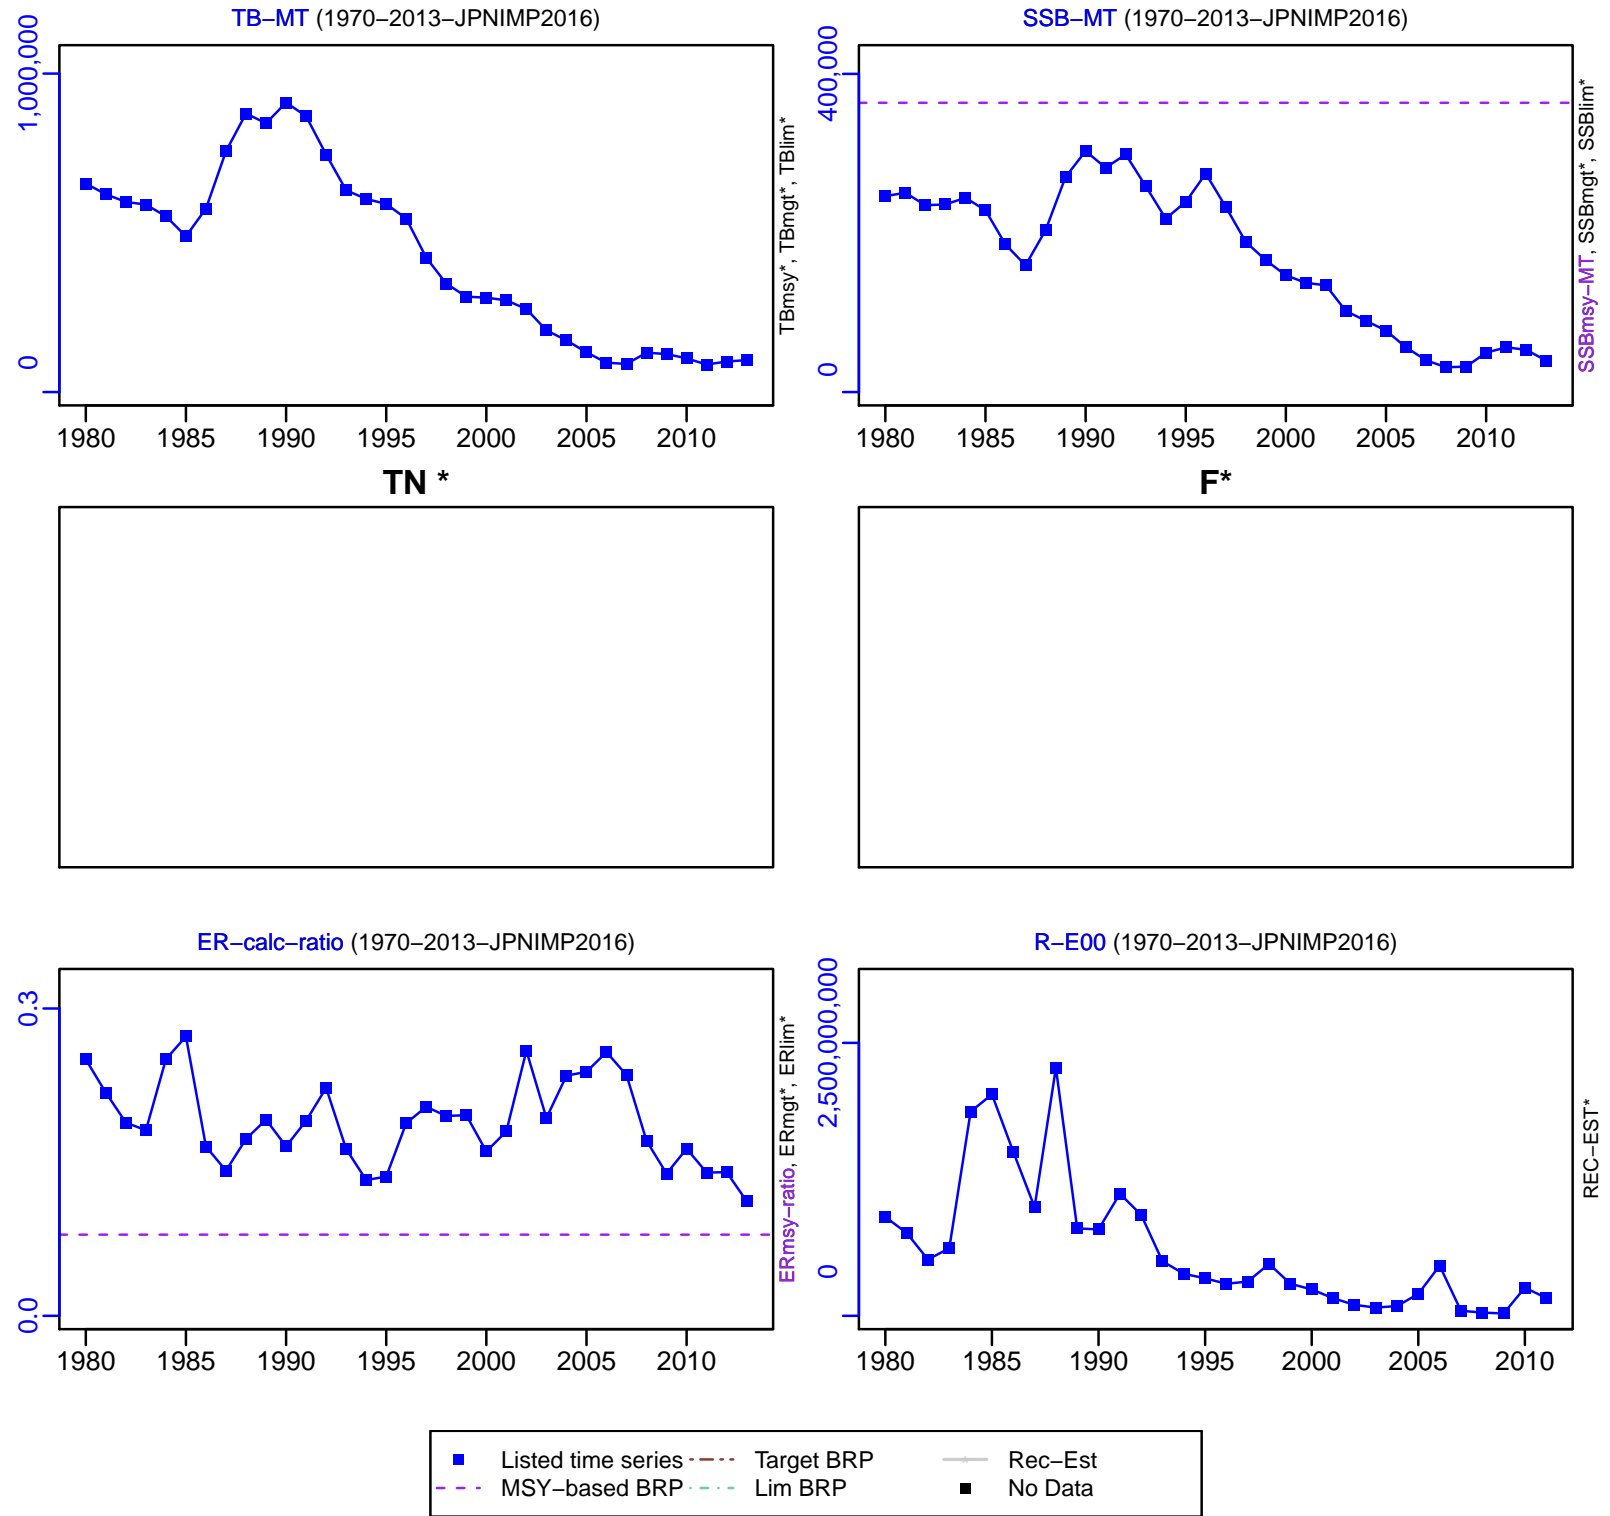 TB−MT (1970−2013−JPNIMP2016)
1,000,000
0
1980 1985 1990 1995 2000 2005 2010
TBmsy*, TBmgt*, TBlim*
SSB−MT (1970−2013−JPNIMP2016)
400,000
0
1980 1985 1990 1995 2000 2005 2010
SSBmsy−MT, SSBmgt*, SSBlim*
TN *
F*
ER−calc−ratio (1970−2013−JPNIMP2016)
0.3
0.0
1980 1985 1990 1995 2000 2005 2010
ERmsy−ratio, ERmgt*, ERlim*
R−E00 (1970−2013−JPNIMP2016)
2,500,000,000
0
1980 1985 1990 1995 2000 2005 2010
REC−EST*
Listed time series Target BRP Rec−Est
MSY−based BRP Lim BRP No Data